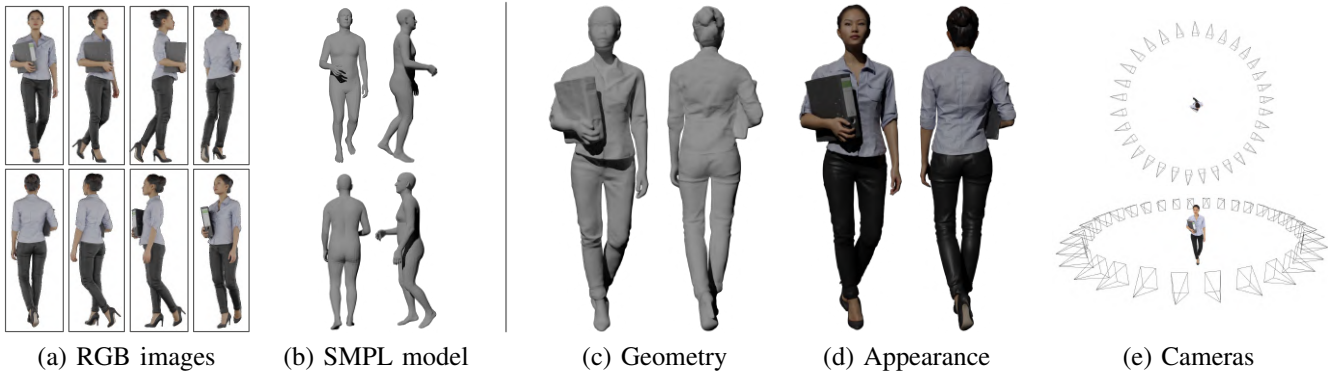 (a) RGB images
(b) SMPL model
(c) Geometry
(d) Appearance
(e) Cameras